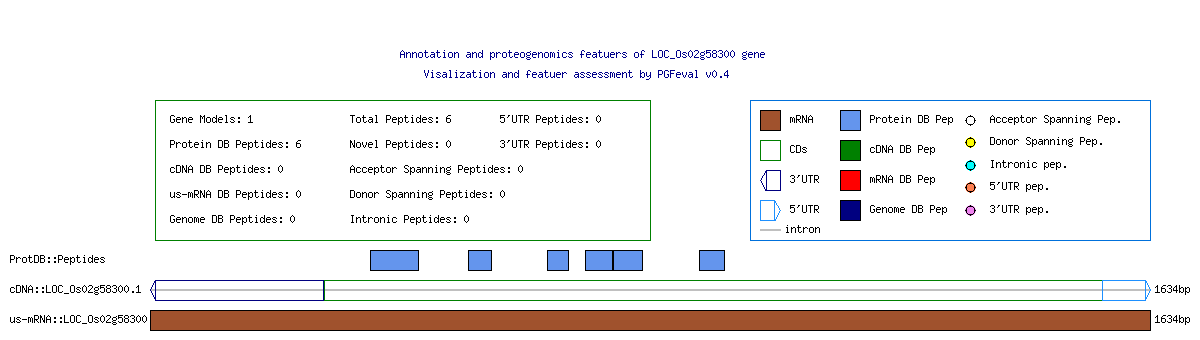 Annotation and proteogenomics featuers of LOC_Os02g58300 gene
Visalization and featuer assessment by PGFeval v0.4
Gene Models: 1 Total Peptides: 6 5'UTR Peptides: 0
Protein DB Peptides: 6 Novel Peptides: 0 3'UTR Peptides: 0
cDNA DB Peptides: 0 Acceptor Spanning Peptides: 0
us-mRNA DB Peptides: 0 Donor Spanning Peptides: 0
Genome DB Peptides: 0 Intronic Peptides: 0
mRNA Protein DB Pep Acceptor Spanning Pep.
CDs cDNA DB Pep Donor Spanning Pep.
3'UTR mRNA DB Pep Intronic pep.
5'UTR Genome DB Pep 5'UTR pep.
intron 3'UTR pep.
ProtDB::Peptides
cDNA::LOC_Os02g58300.1 1634bp
us-mRNA::LOC_Os02g58300 1634bp